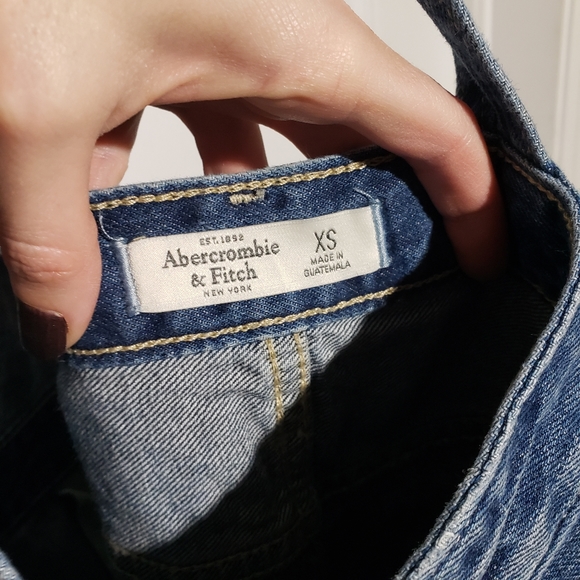 EST. 1892
Abercrombie
& Fitch
NEW YORK
XS
MADE IN
GUATEMALA